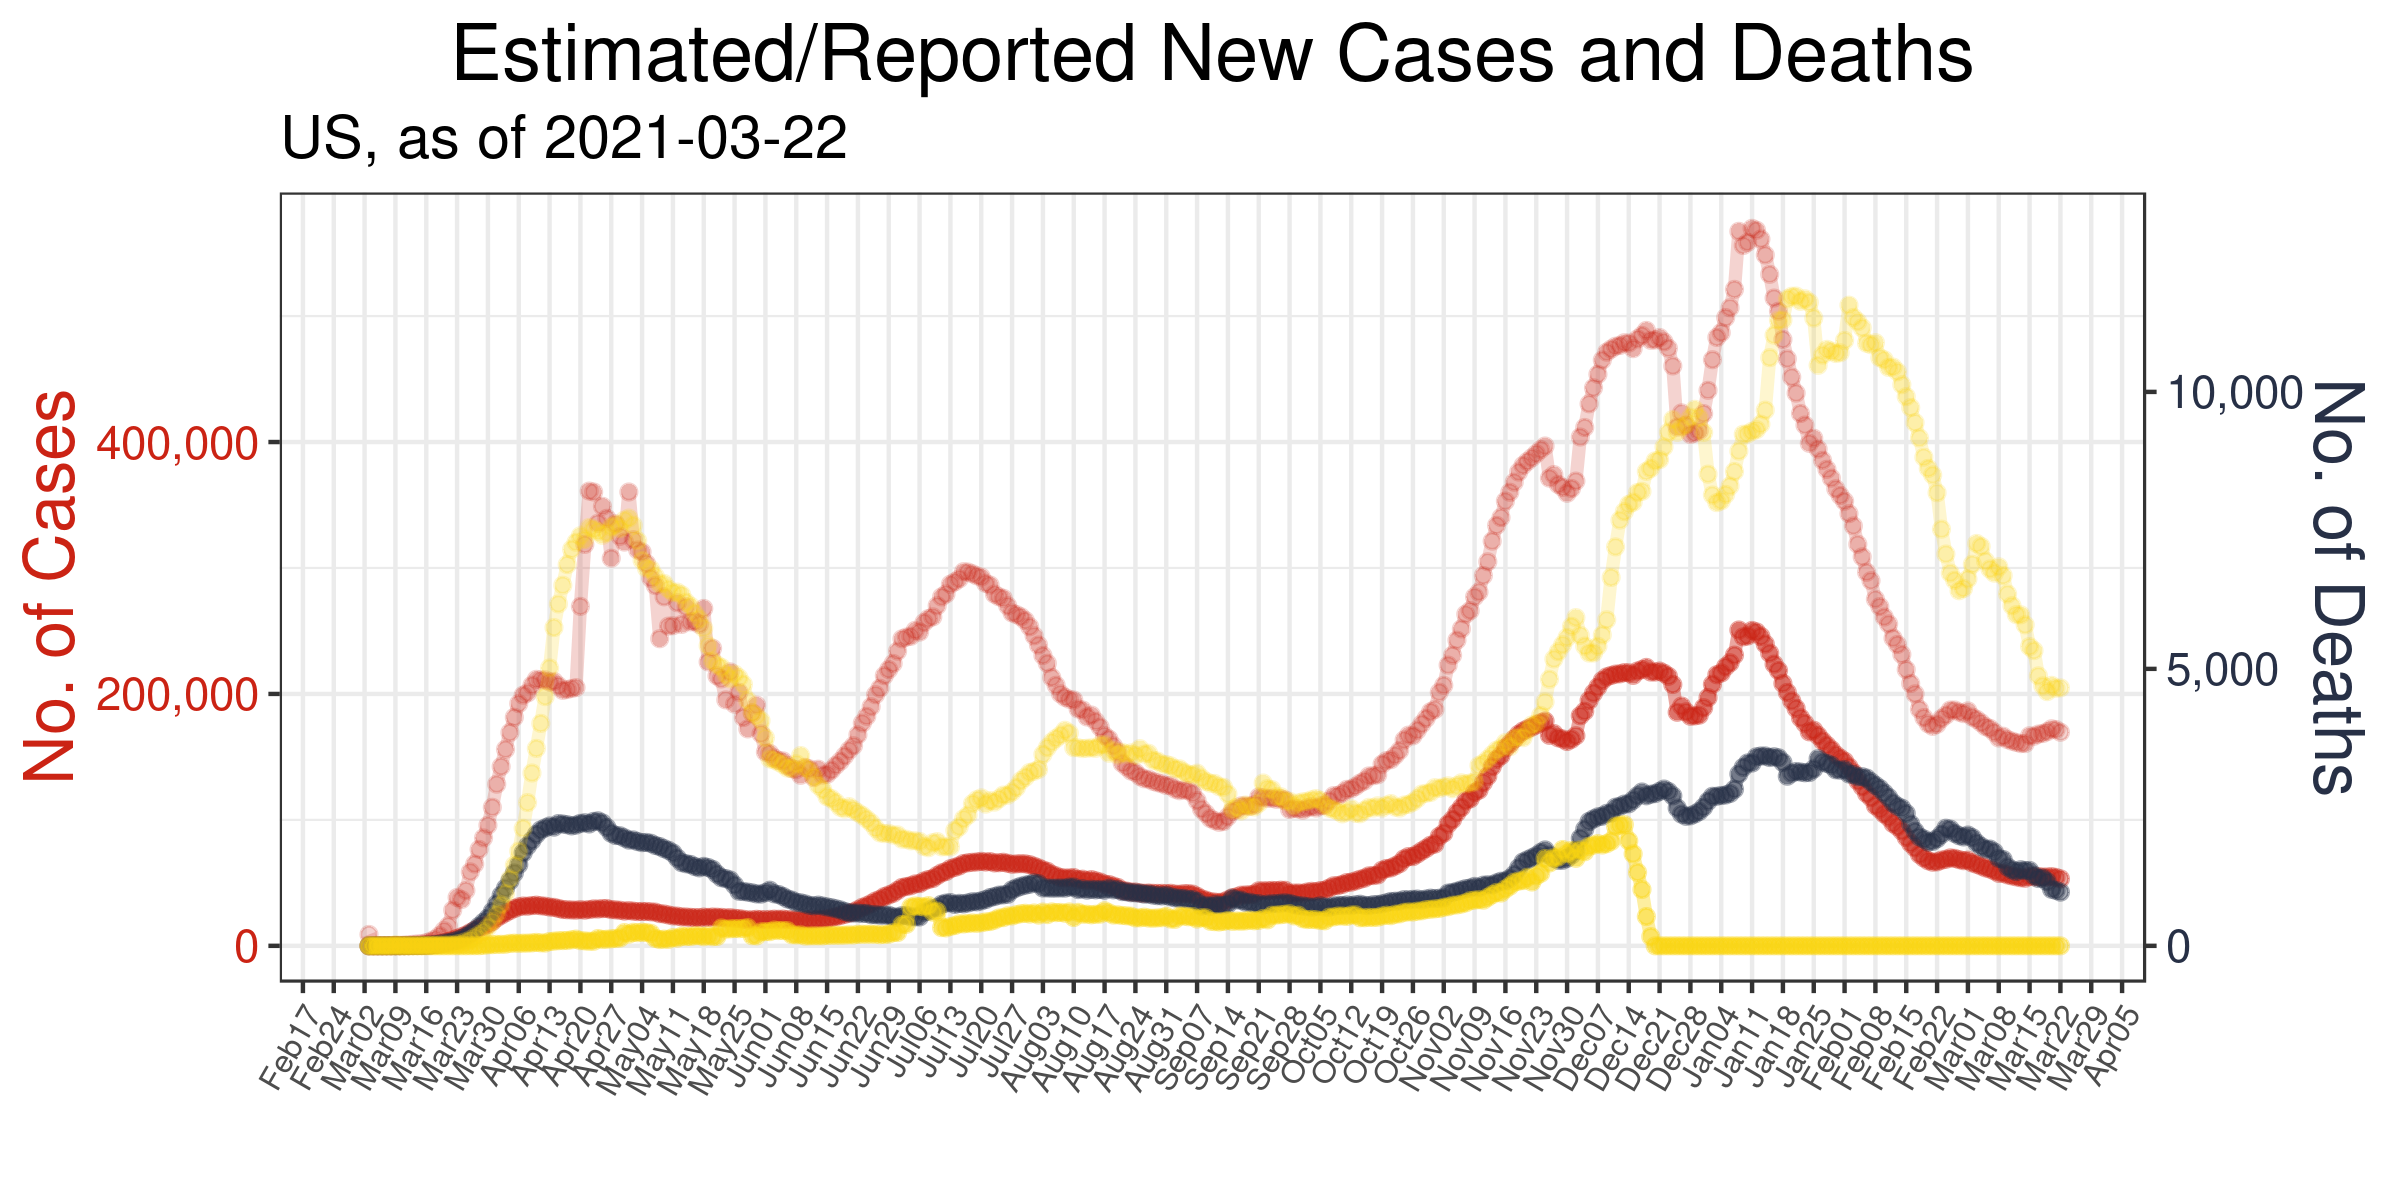 Estimated/Reported New Cases and Deaths
US, as of 2021-03-22
No. of Cases
400,000
200,000
0
10,000
5,000
0
No. of Deaths
Feb17
Feb24
Mar02
Mar09
Mar16
Mar23
Mar30
Apr06
Apr13
Apr20
Apr27
May04
May11
May18
May25
Jun01
Jun08
Jun15
Jun22
Jun29
Jul06
Jul13
Jul20
Jul27
Aug03
Aug10
Aug17
Aug24
Aug31
Sep07
Sep14
Sep21
Sep28
Oct05
Oct12
Oct19
Oct26
Nov02
Nov09
Nov16
Nov23
Nov30
Dec07
Dec14
Dec21
Dec28
Jan04
Jan11
Jan18
Jan25
Feb01
Feb08
Feb15
Feb22
Mar01
Mar08
Mar15
Mar22
Mar29
Apr05